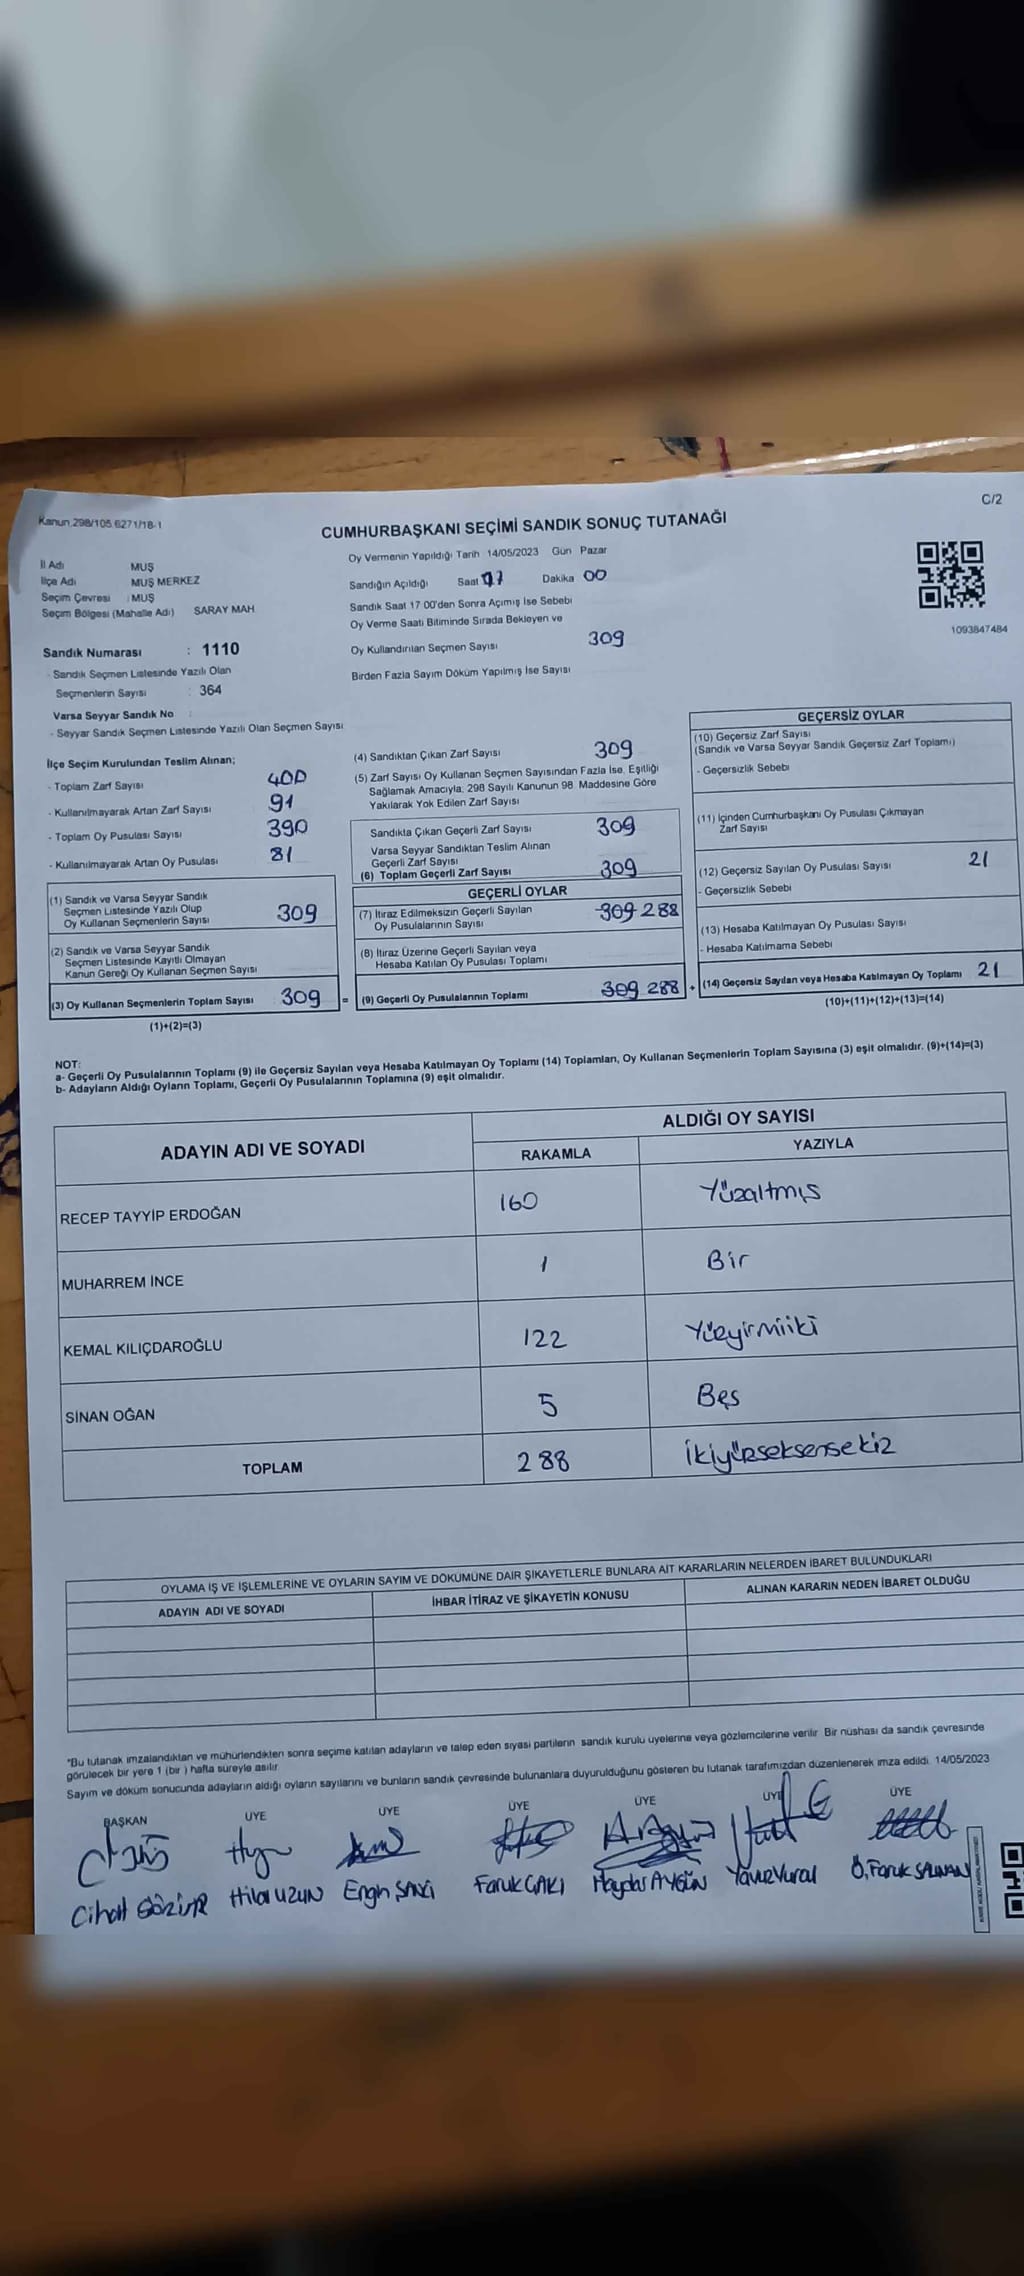 Kanun 298/105 6271/18-1
C/2
CUMHURBAŞKANI SEÇİMİ SANDIK SONUÇ TUTANAĞI
İl Adı MUŞ
İlçe Adı MUŞ MERKEZ
Seçim Çevresi : MUŞ
Seçim Bölgesi (Mahalle Adı) SARAY MAH
Sandık Numarası : 1110
- Sandık Seçmen Listesinde Yazılı Olan
Seçmenlerin Sayısı : 364
Varsa Seyyar Sandık No :
- Seyyar Sandık Seçmen Listesinde Yazılı Olan Seçmen Sayısı
Oy Vermenin Yapıldığı Tarih 14/05/2023 Gün Pazar
Sandığın Açıldığı Saat 17 Dakika 00
Sandık Saat 17 00'den Sonra Açımış İse Sebebi
Oy Verme Saati Bitiminde Sırada Bekleyen ve
Oy Kullandırılan Seçmen Sayısı 309
Birden Fazla Sayım Döküm Yapılmış İse Sayısı
1093847484
İlçe Seçim Kurulundan Teslim Alınan;
- Toplam Zarf Sayısı 400
- Kullanılmayarak Artan Zarf Sayısı 91
- Toplam Oy Pusulası Sayısı 390
- Kullanılmayarak Artan Oy Pusulası 81
(4) Sandıktan Çıkan Zarf Sayısı 309
(5) Zarf Sayısı Oy Kullanan Seçmen Sayısından Fazla İse, Eşitliği
Sağlamak Amacıyla, 298 Sayılı Kanunun 98. Maddesine Göre
Yakılarak Yok Edilen Zarf Sayısı
Sandıkta Çıkan Geçerli Zarf Sayısı 309
Varsa Seyyar Sandıktan Teslim Alınan
Geçerli Zarf Sayısı
(6) Toplam Geçerli Zarf Sayısı 309
GEÇERSİZ OYLAR
(10) Geçersiz Zarf Sayısı
(Sandık ve Varsa Seyyar Sandık Geçersiz Zarf Toplamı)
- Geçersizlik Sebebi
(11) İçinden Cumhurbaşkanı Oy Pusulası Çıkmayan
Zarf Sayısı
(12) Geçersiz Sayılan Oy Pusulası Sayısı 21
- Geçersizlik Sebebi
(13) Hesaba Katılmayan Oy Pusulası Sayısı
- Hesaba Katılmama Sebebi
(14) Geçersiz Sayılan veya Hesaba Katılmayan Oy Toplamı 21
(10)+(11)+(12)+(13)=(14)
(1) Sandık ve Varsa Seyyar Sandık
Seçmen Listesinde Yazılı Olup
Oy Kullanan Seçmenlerin Sayısı 309
(2) Sandık ve Varsa Seyyar Sandık
Seçmen Listesinde Kayıtlı Olmayan
Kanun Gereği Oy Kullanan Seçmen Sayısı
(3) Oy Kullanan Seçmenlerin Toplam Sayısı 309 =
(1)+(2)=(3)
GEÇERLİ OYLAR
(7) İtiraz Edilmeksizin Geçerli Sayılan
Oy Pusulalarının Sayısı 309 288
(8) İtiraz Üzerine Geçerli Sayılan veya
Hesaba Katılan Oy Pusulası Toplamı
(9) Geçerli Oy Pusulalarının Toplamı 309 288 +
NOT:
a- Geçerli Oy Pusulalarının Toplamı (9) ile Geçersiz Sayılan veya Hesaba Katılmayan Oy Toplamı (14) Toplamları, Oy Kullanan Seçmenlerin Toplam Sayısına (3) eşit olmalıdır. (9)+(14)=(3)
b- Adayların Aldığı Oyların Toplamı, Geçerli Oy Pusulalarının Toplamına (9) eşit olmalıdır.
ADAYIN ADI VE SOYADI ALDIĞI OY SAYISI
RAKAMLA YAZIYLA
RECEP TAYYİP ERDOĞAN 160 Yüzaltmış
MUHARREM İNCE 1 Bir
KEMAL KILIÇDAROĞLU 122 Yüzyirmiiki
SİNAN OĞAN 5 Beş
TOPLAM 288 ikiyüzseksensekiz
OYLAMA İŞ VE İŞLEMLERİNE VE OYLARIN SAYIM VE DÖKÜMÜNE DAİR ŞİKAYETLERLE BUNLARA AİT KARARLARIN NELERDEN İBARET BULUNDUKLARI
ADAYIN ADI VE SOYADI İHBAR İTİRAZ VE ŞİKAYETİN KONUSU ALINAN KARARIN NEDEN İBARET OLDUĞU
*Bu tutanak imzalandıktan ve mühürlendikten sonra seçime katılan adayların ve talep eden siyasi partilerin sandık kurulu üyelerine veya gözlemcilerine verilir. Bir nüshası da sandık çevresinde
görülecek bir yere 1 (bir ) hafta süreyle asılır.
Sayım ve döküm sonucunda adayların aldığı oyların sayılarını ve bunların sandık çevresinde bulunanlara duyurulduğunu gösteren bu tutanak tarafımızdan düzenlenerek imza edildi. 14/05/2023
BAŞKAN ÜYE ÜYE ÜYE ÜYE ÜYE ÜYE
Cihat Hilal UZUN Engin Faruk ÇAKI Haydar AYGÜN Yavuz Vural Ö. Faruk